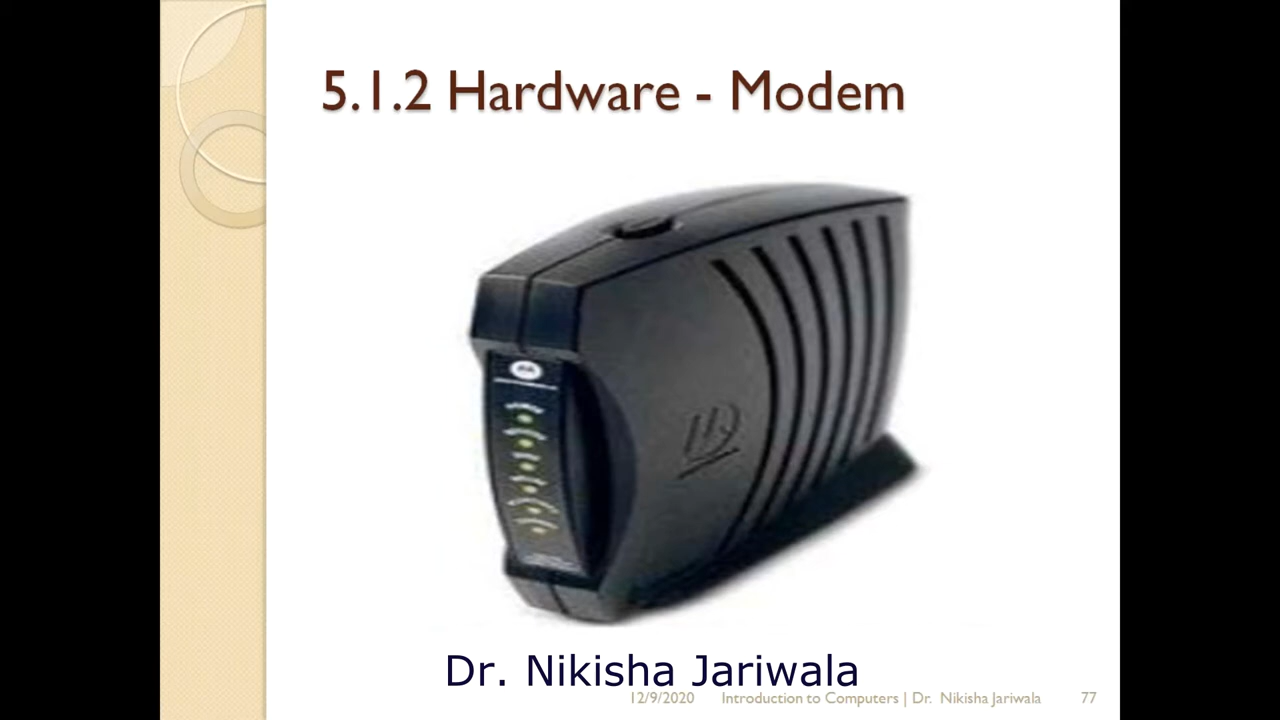 5.1.2 Hardware - Modem
Dr. Nikisha Jariwala
12/9/2020 Introduction to Computers | Dr. Nikisha Jariwala 77